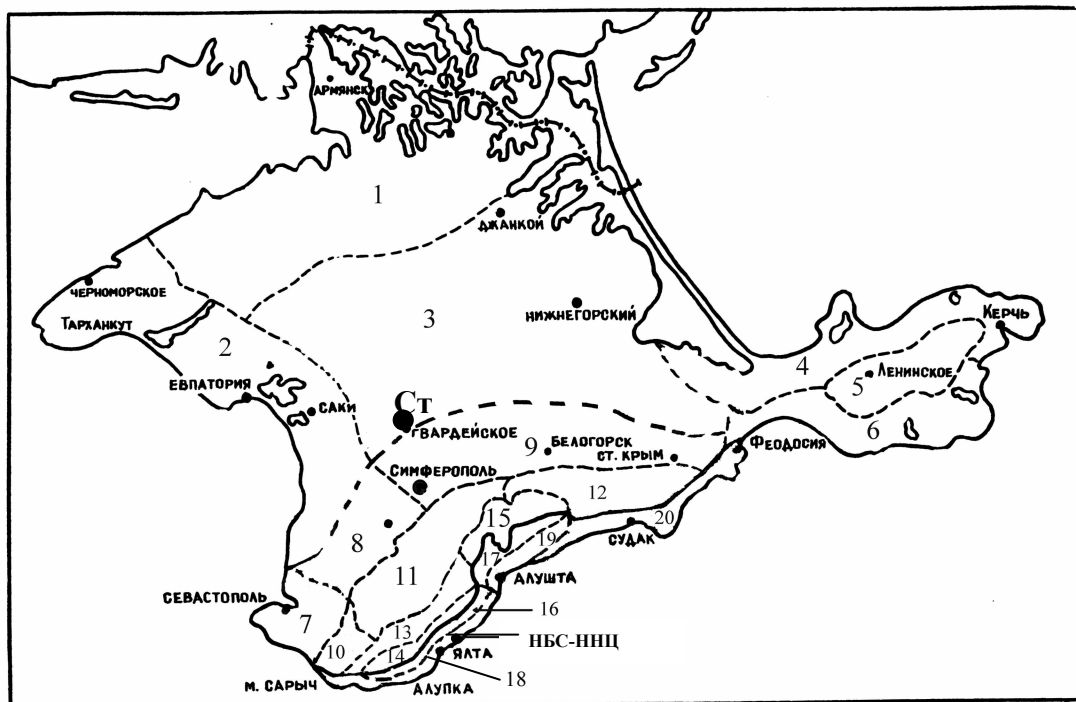 АРМЯНСК
1
ДЖАНКОЙ
ЧЕРНОМОРСКОЕ
ТАРХАНКУТ
3
НИЖНЕГОРСКИЙ
КЕРЧЬ
2
4
5
ЛЕНИНСКОЕ
ЕВПАТОРИЯ
САКИ
Ст
ГВАРДЕЙСКОЕ
6
9
БЕЛОГОРСК
СТ. КРЫМ
ФЕОДОСИЯ
СИМФЕРОПОЛЬ
12
15
20
СУДАК
8
19
17
11
АЛУШТА
СЕВАСТОПОЛЬ
7
16
13
НБС-ННЦ
10
14
ЯЛТА
18
М. САРЫЧ
АЛУПКА